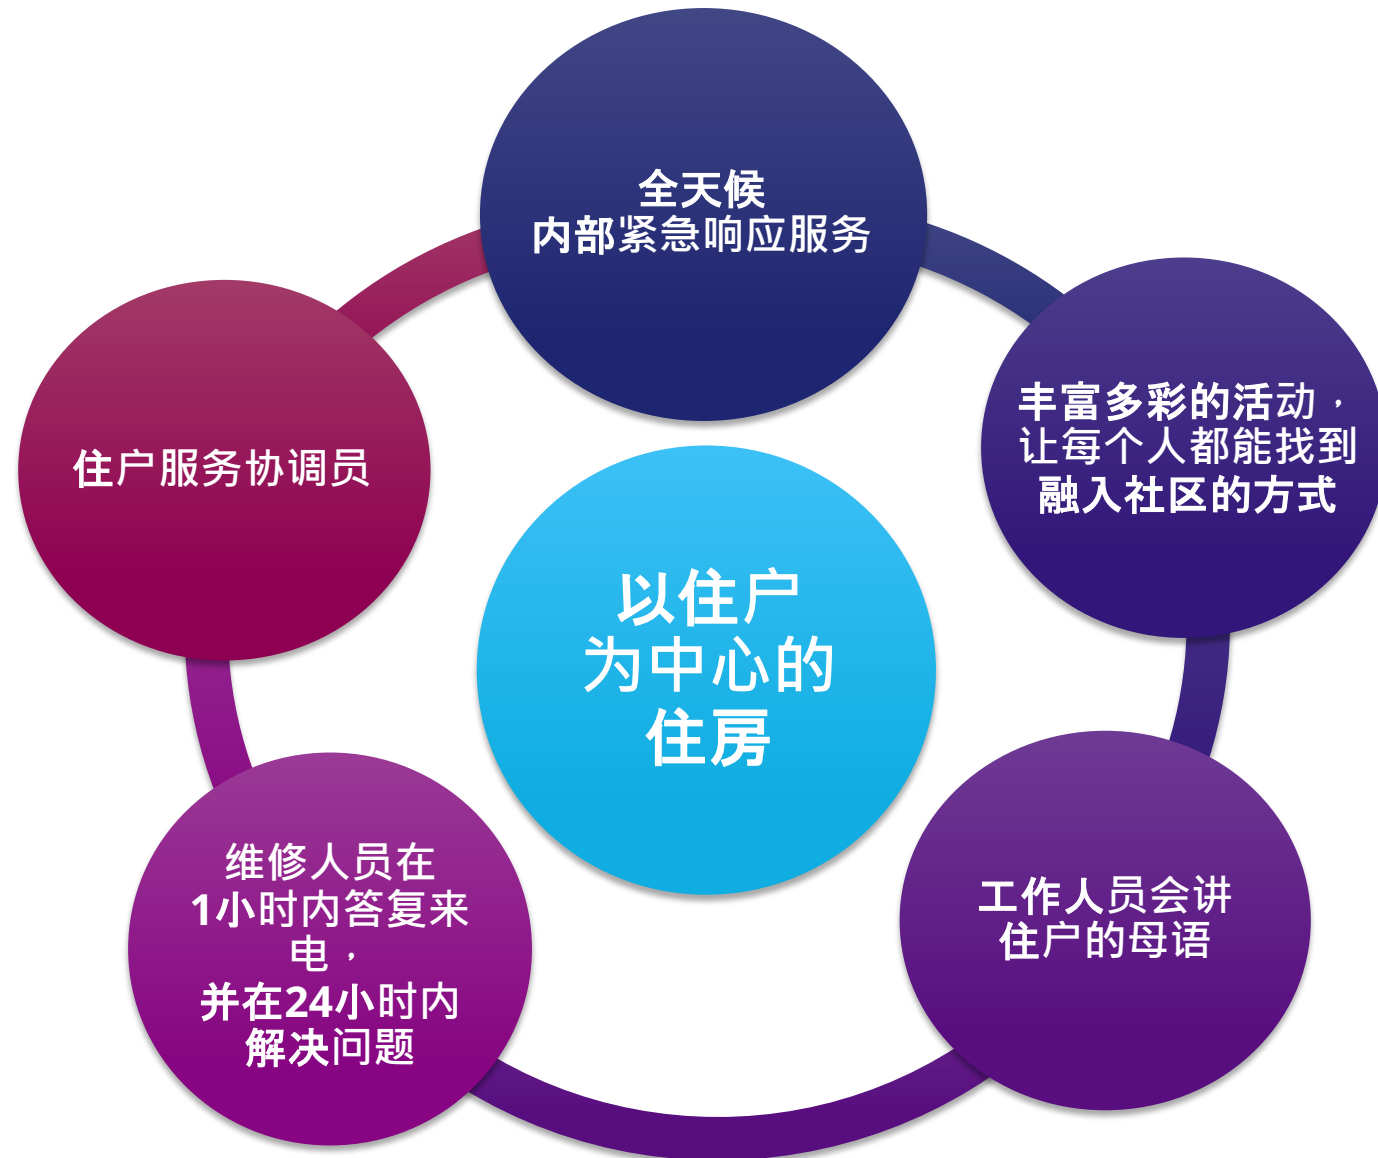 全天候
内部紧急响应服务
丰富多彩的活动，
让每个人都能找到
融入社区的方式
住户服务协调员
以住户
为中心的
住房
工作人员会讲
住户的母语
维修人员在
1小时内答复来
电，
并在24小时内
解决问题